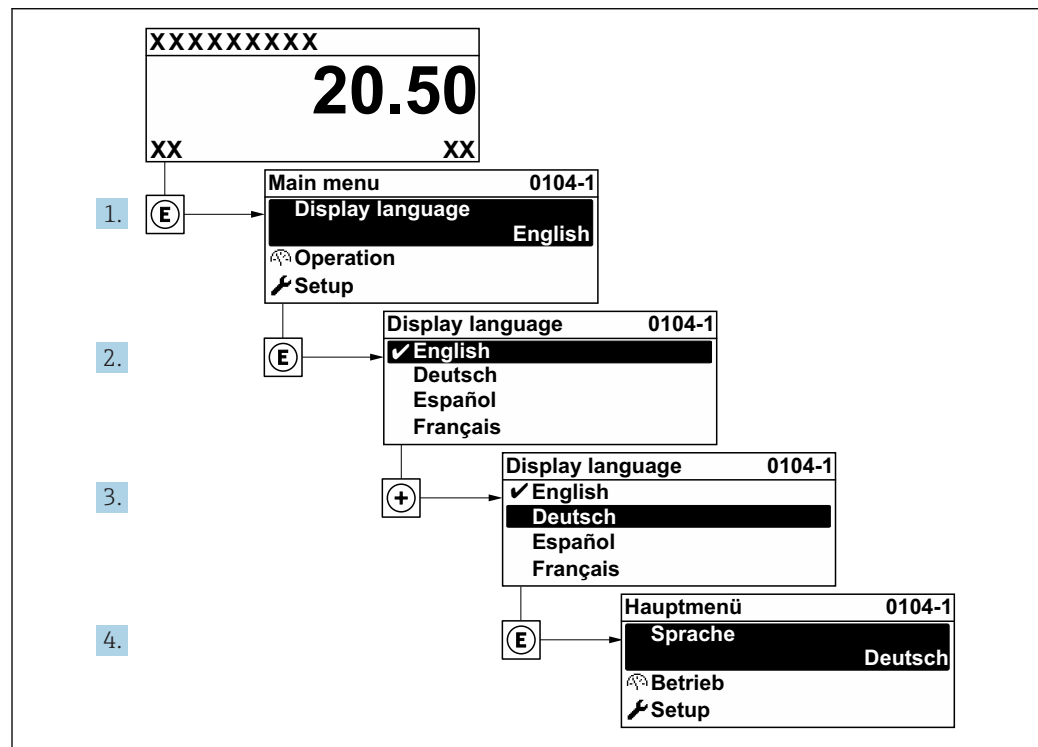 XXXXXXXXX
20.50
XX XX
1. E
Main menu 0104-1
Display language
English
Operation
Setup
2. E
Display language 0104-1
✔ English
Deutsch
Español
Français
3. +
Display language 0104-1
✔ English
Deutsch
Español
Français
4. E
Hauptmenü 0104-1
Sprache
Deutsch
Betrieb
Setup